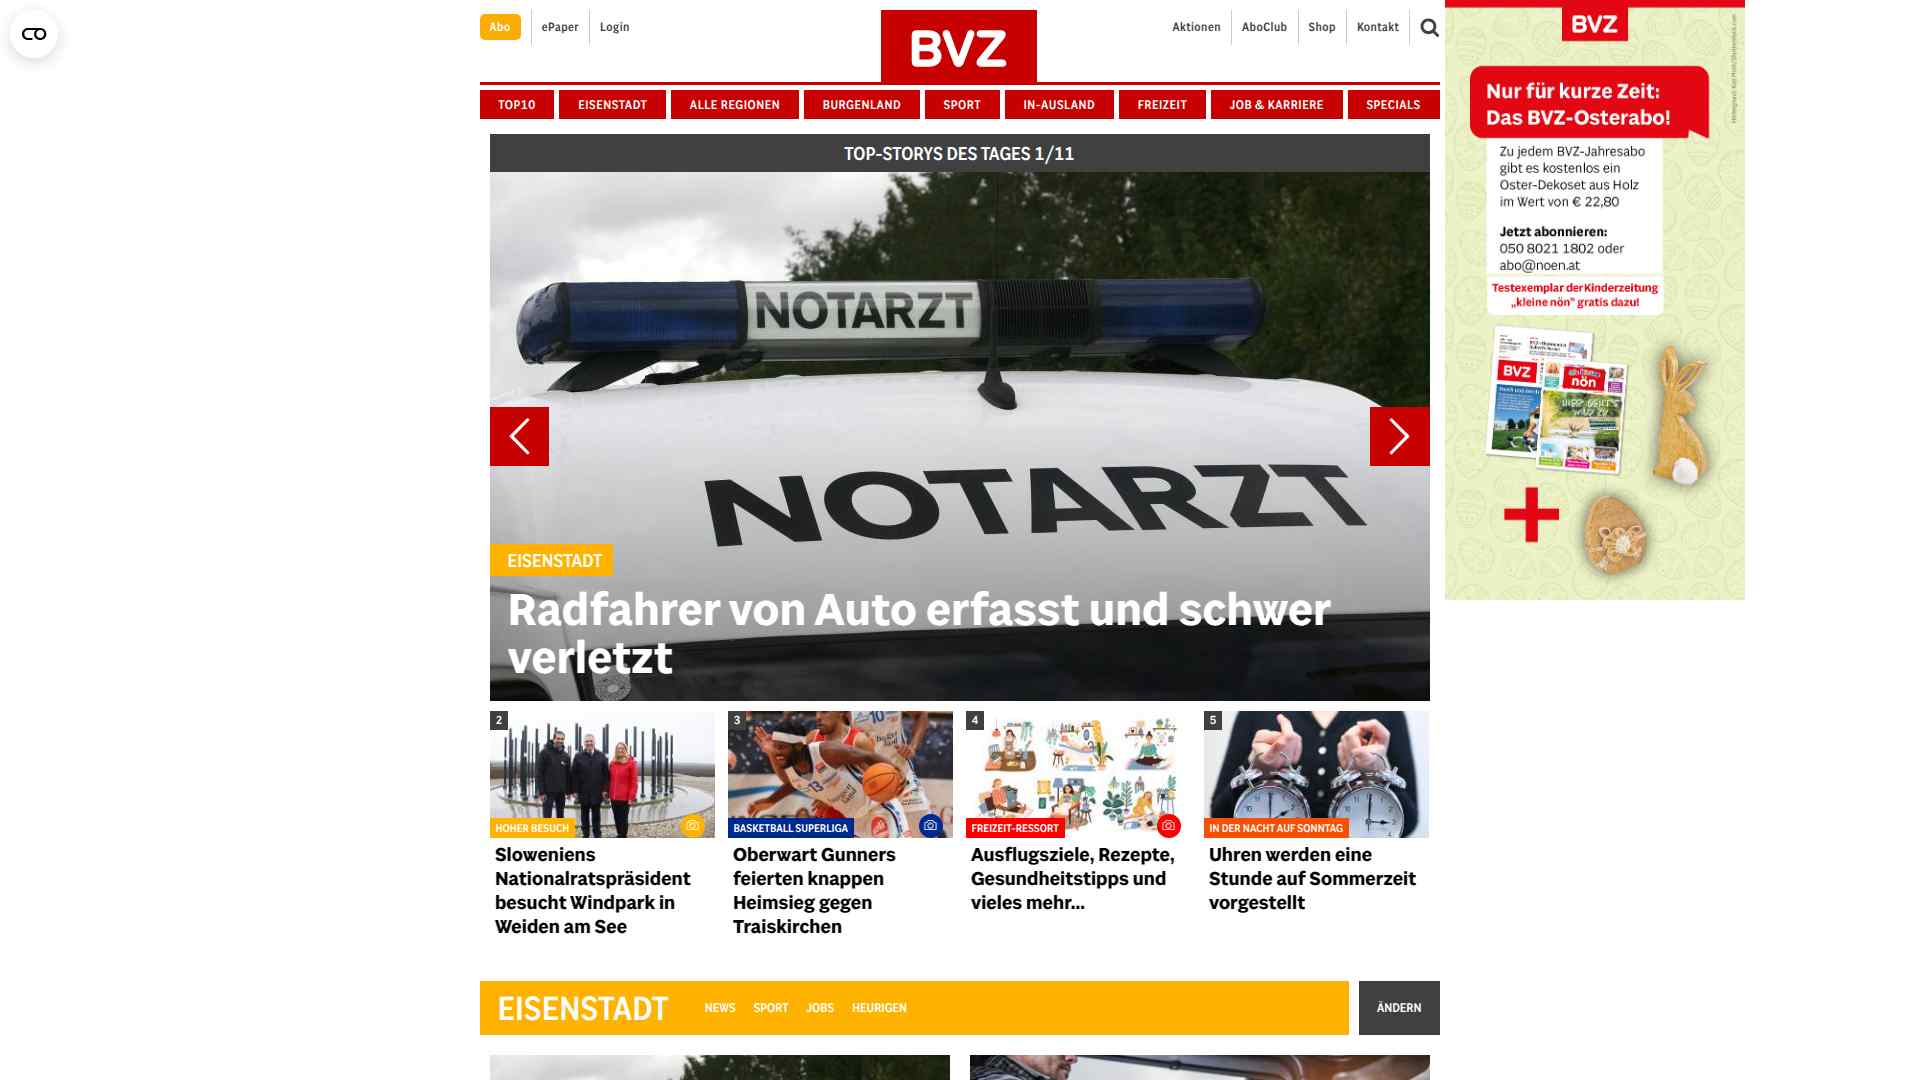 Abo
ePaper
Login
BVZ
Aktionen
AboClub
Shop
Kontakt
TOP10
EISENSTADT
ALLE REGIONEN
BURGENLAND
SPORT
IN-AUSLAND
FREIZEIT
JOB & KARRIERE
SPECIALS
TOP-STORYS DES TAGES 1/11
NOTARZT
NOTARZT
EISENSTADT
Radfahrer von Auto erfasst und schwer
verletzt
2
HOHER BESUCH
Sloweniens
Nationalratspräsident
besucht Windpark in
Weiden am See
3
BASKETBALL SUPERLIGA
Oberwart Gunners
feierten knappen
Heimsieg gegen
Traiskirchen
4
FREIZEIT-RESSORT
Ausflugsziele, Rezepte,
Gesundheitstipps und
vieles mehr...
5
IN DER NACHT AUF SONNTAG
Uhren werden eine
Stunde auf Sommerzeit
vorgestellt
EISENSTADT
NEWS
SPORT
JOBS
HEURIGEN
ÄNDERN
BVZ
Nur für kurze Zeit:
Das BVZ-Osterabo!
Zu jedem BVZ-Jahresabo
gibt es kostenlos ein
Oster-Dekoset aus Holz
im Wert von € 22,80
Jetzt abonnieren:
050 8021 1802 oder
abo@noen.at
Testexemplar der Kinderzeitung
„kleine nön" gratis dazu!
BVZ
nön